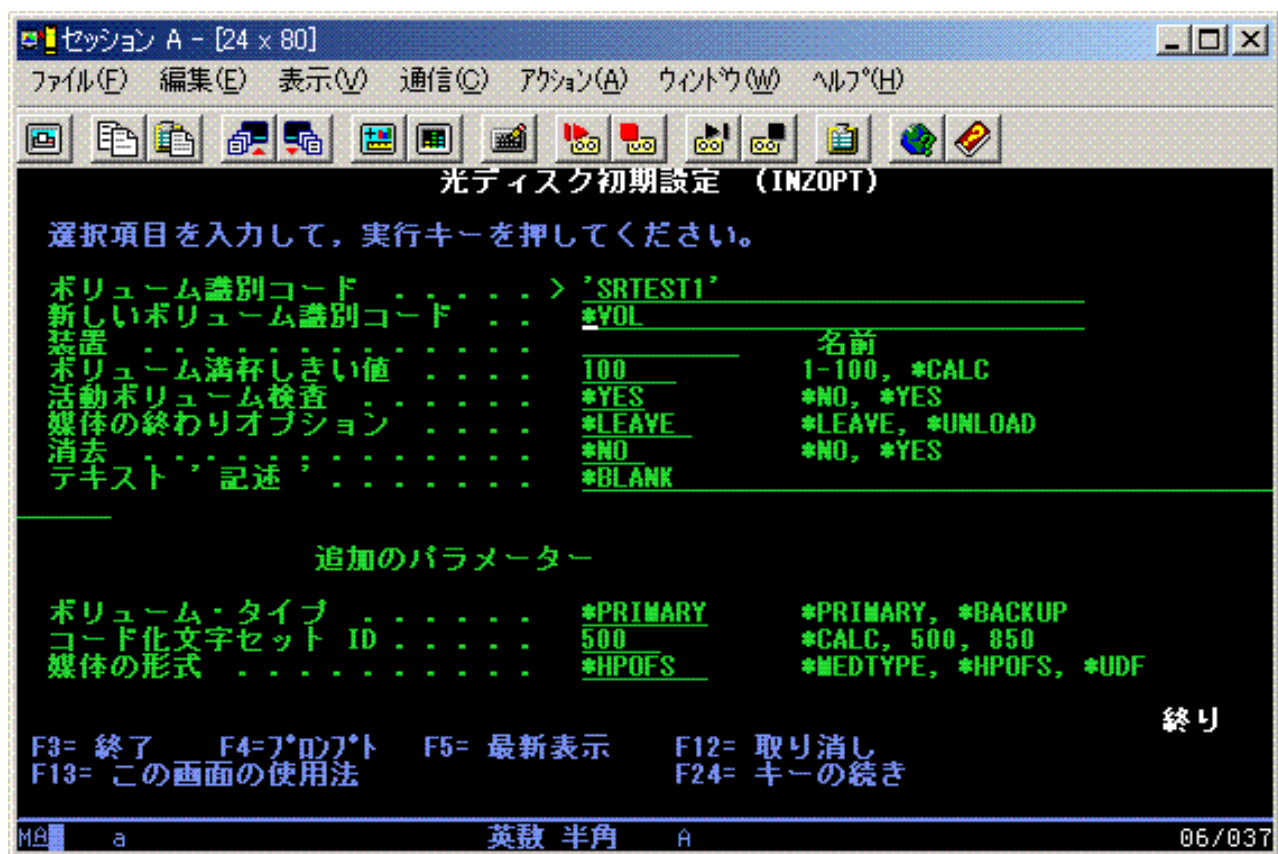 セッション A - [24 x 80]
ファイル(F) 編集(E) 表示(V) 通信(C) アクション(A) ウィンドウ(W) ヘルプ(H)
光ディスク初期設定 (INZOPT)
選択項目を入力して，実行キーを押してください。
ボリューム識別コード . . . . . > 'SRTEST1'
新しいボリューム識別コード . . *VOL
装置 . . . . . . . . . . . . . 名前
ボリューム満杯しきい値 . . . . 100 1-100, *CALC
活動ボリューム検査 . . . . . . *YES *NO, *YES
媒体の終わりオプション . . . . *LEAVE *LEAVE, *UNLOAD
消去 . . . . . . . . . . . . . *NO *NO, *YES
テキスト ' 記述 ' . . . . . . . *BLANK
追加のパラメーター
ボリューム・タイプ . . . . . . *PRIMARY *PRIMARY, *BACKUP
コード化文字セット ID . . . . . 500 *CALC, 500, 850
媒体の形式 . . . . . . . . . . *HPOFS *MEDTYPE, *HPOFS, *UDF
終り
F3= 終了 F4=ﾌﾟﾛﾝﾌﾟﾄ F5= 最新表示 F12= 取り消し
F13= この画面の使用法 F24= キーの続き
MA a 英数 半角 A 06/037